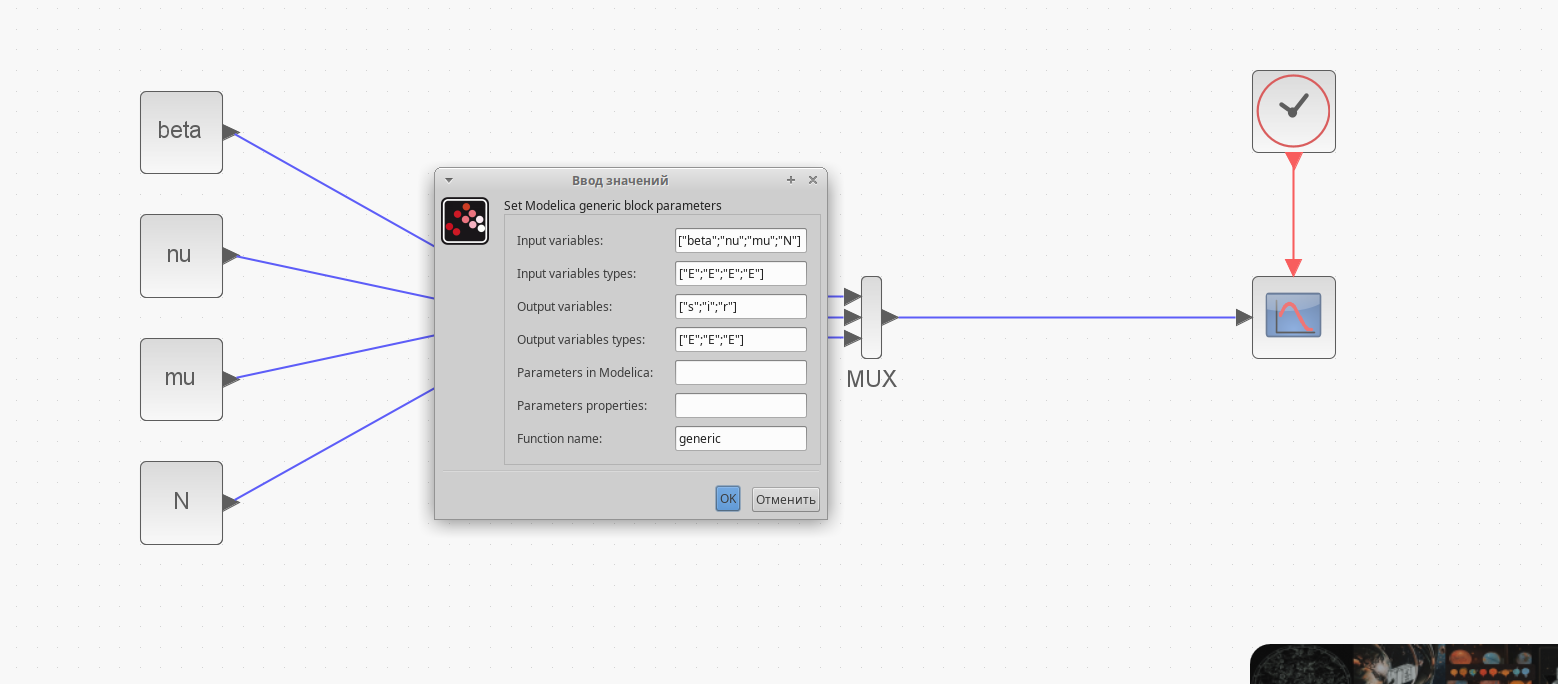 beta
nu
mu
N
Ввод значений
Set Modelica generic block parameters
Input variables: ["beta";"nu";"mu";"N"]
Input variables types: ["E";"E";"E";"E"]
Output variables: ["s";"i";"r"]
Output variables types: ["E";"E";"E"]
Parameters in Modelica:
Parameters properties:
Function name: generic
OK Отменить
MUX